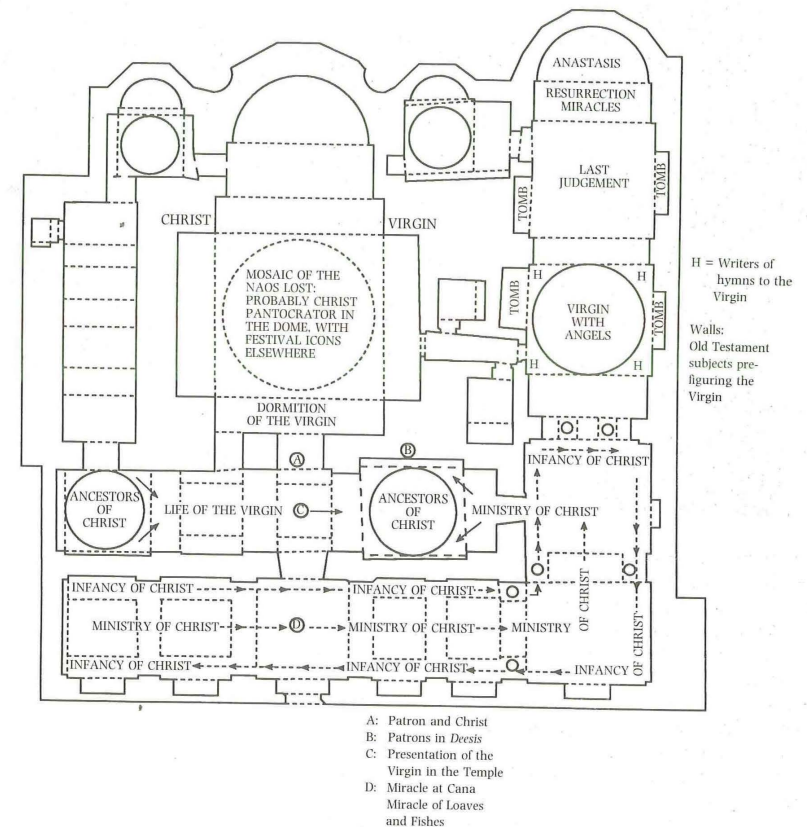 ANASTASIS
RESURRECTION
MIRACLES
LAST
JUDGEMENT
TOMB
TOMB
CHRIST
VIRGIN
MOSAIC OF THE
NAOS LOST:
PROBABLY CHRIST
PANTOCRATOR IN
THE DOME, WITH
FESTIVAL ICONS
ELSEWHERE
H
H
TOMB
VIRGIN
WITH
ANGELS
TOMB
H
H
H = Writers of
hymns to the
Virgin
Walls:
Old Testament
subjects pre-
figuring the
Virgin
DORMITION
OF THE VIRGIN
A
B
INFANCY OF CHRIST
ANCESTORS
OF
CHRIST
LIFE OF THE VIRGIN
C
ANCESTORS
OF
CHRIST
MINISTRY OF CHRIST
INFANCY OF CHRIST
INFANCY OF CHRIST
OF CHRIST
MINISTRY OF CHRIST
D
MINISTRY OF CHRIST
MINISTRY
OF CHRIST
INFANCY OF CHRIST
INFANCY OF CHRIST
INFANCY
A: Patron and Christ
B: Patrons in Deesis
C: Presentation of the
Virgin in the Temple
D: Miracle at Cana
Miracle of Loaves
and Fishes